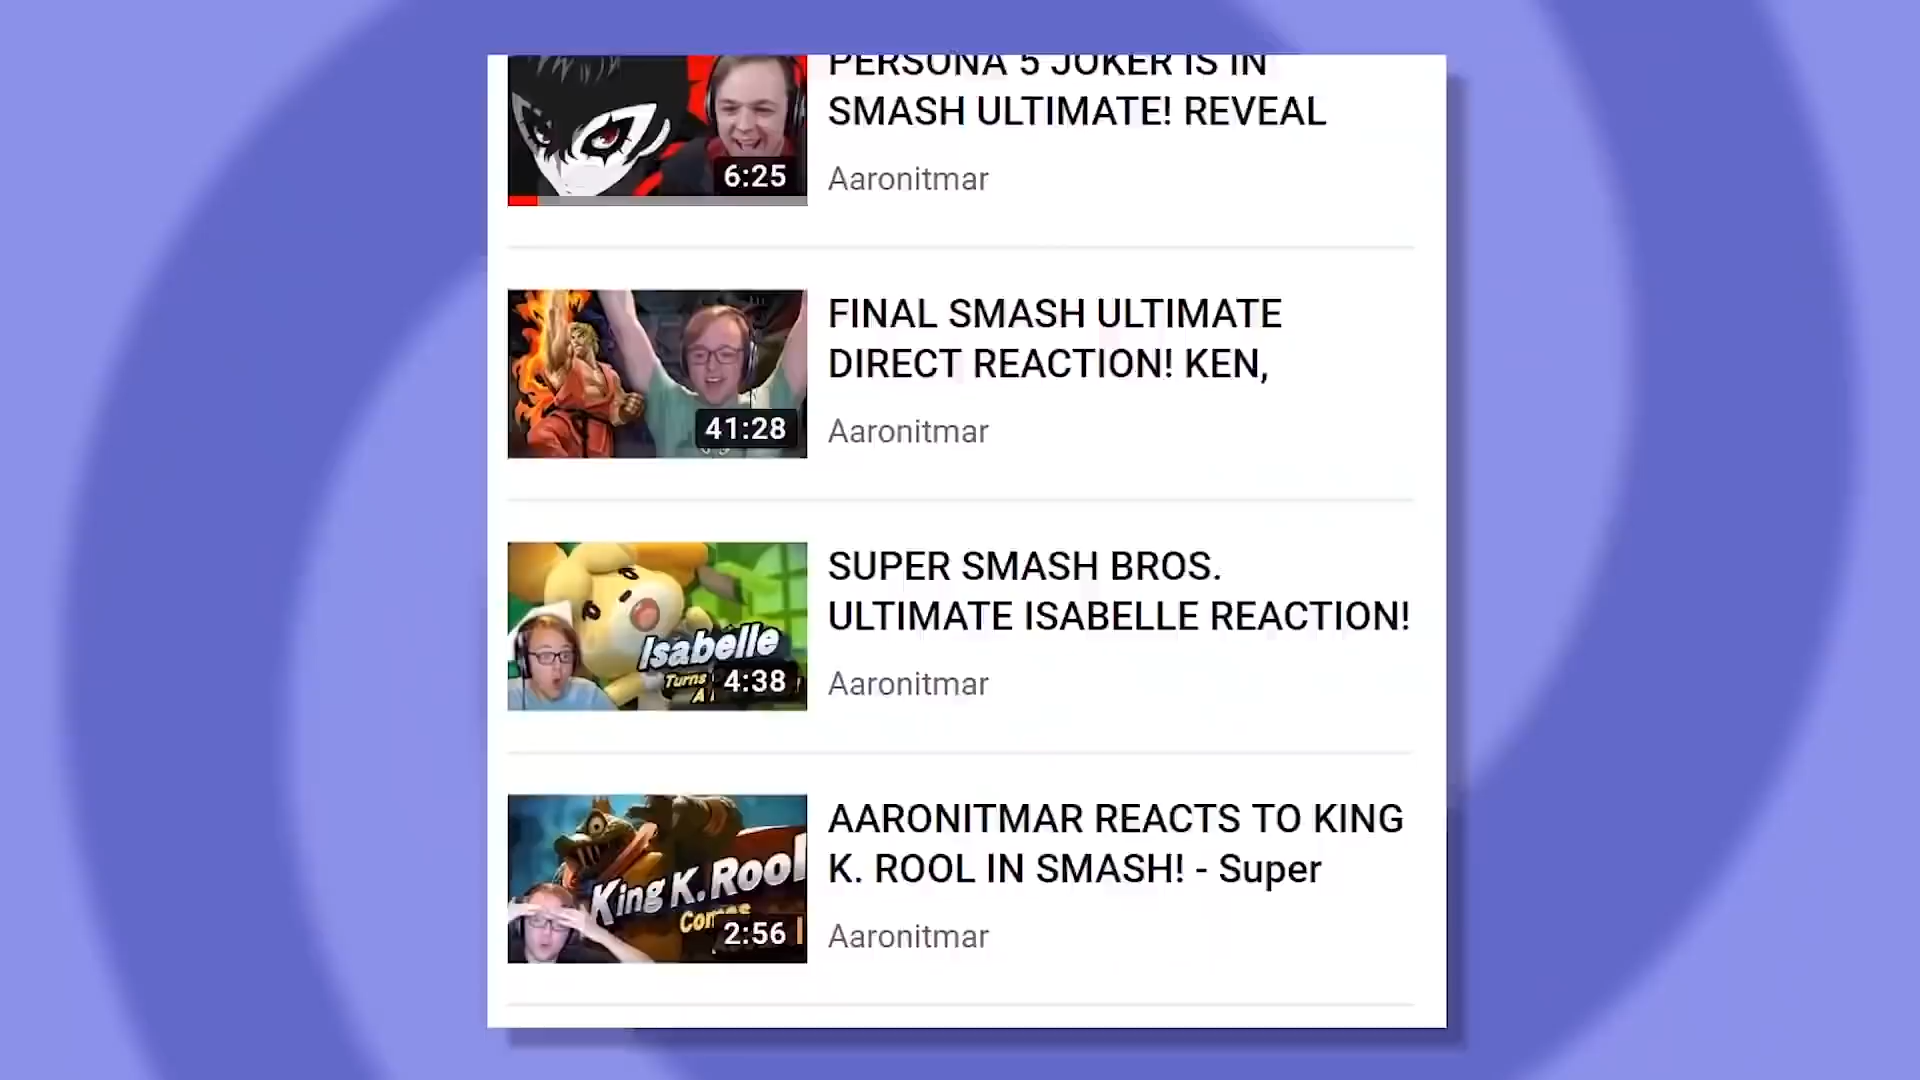 PERSONA 5 JOKER IS IN
SMASH ULTIMATE! REVEAL
6:25
Aaronitmar
FINAL SMASH ULTIMATE
DIRECT REACTION! KEN,
41:28
Aaronitmar
SUPER SMASH BROS.
ULTIMATE ISABELLE REACTION!
Isabelle
Turns
4:38
Aaronitmar
AARONITMAR REACTS TO KING
K. ROOL IN SMASH! - Super
King K. Rool
2:56
Aaronitmar